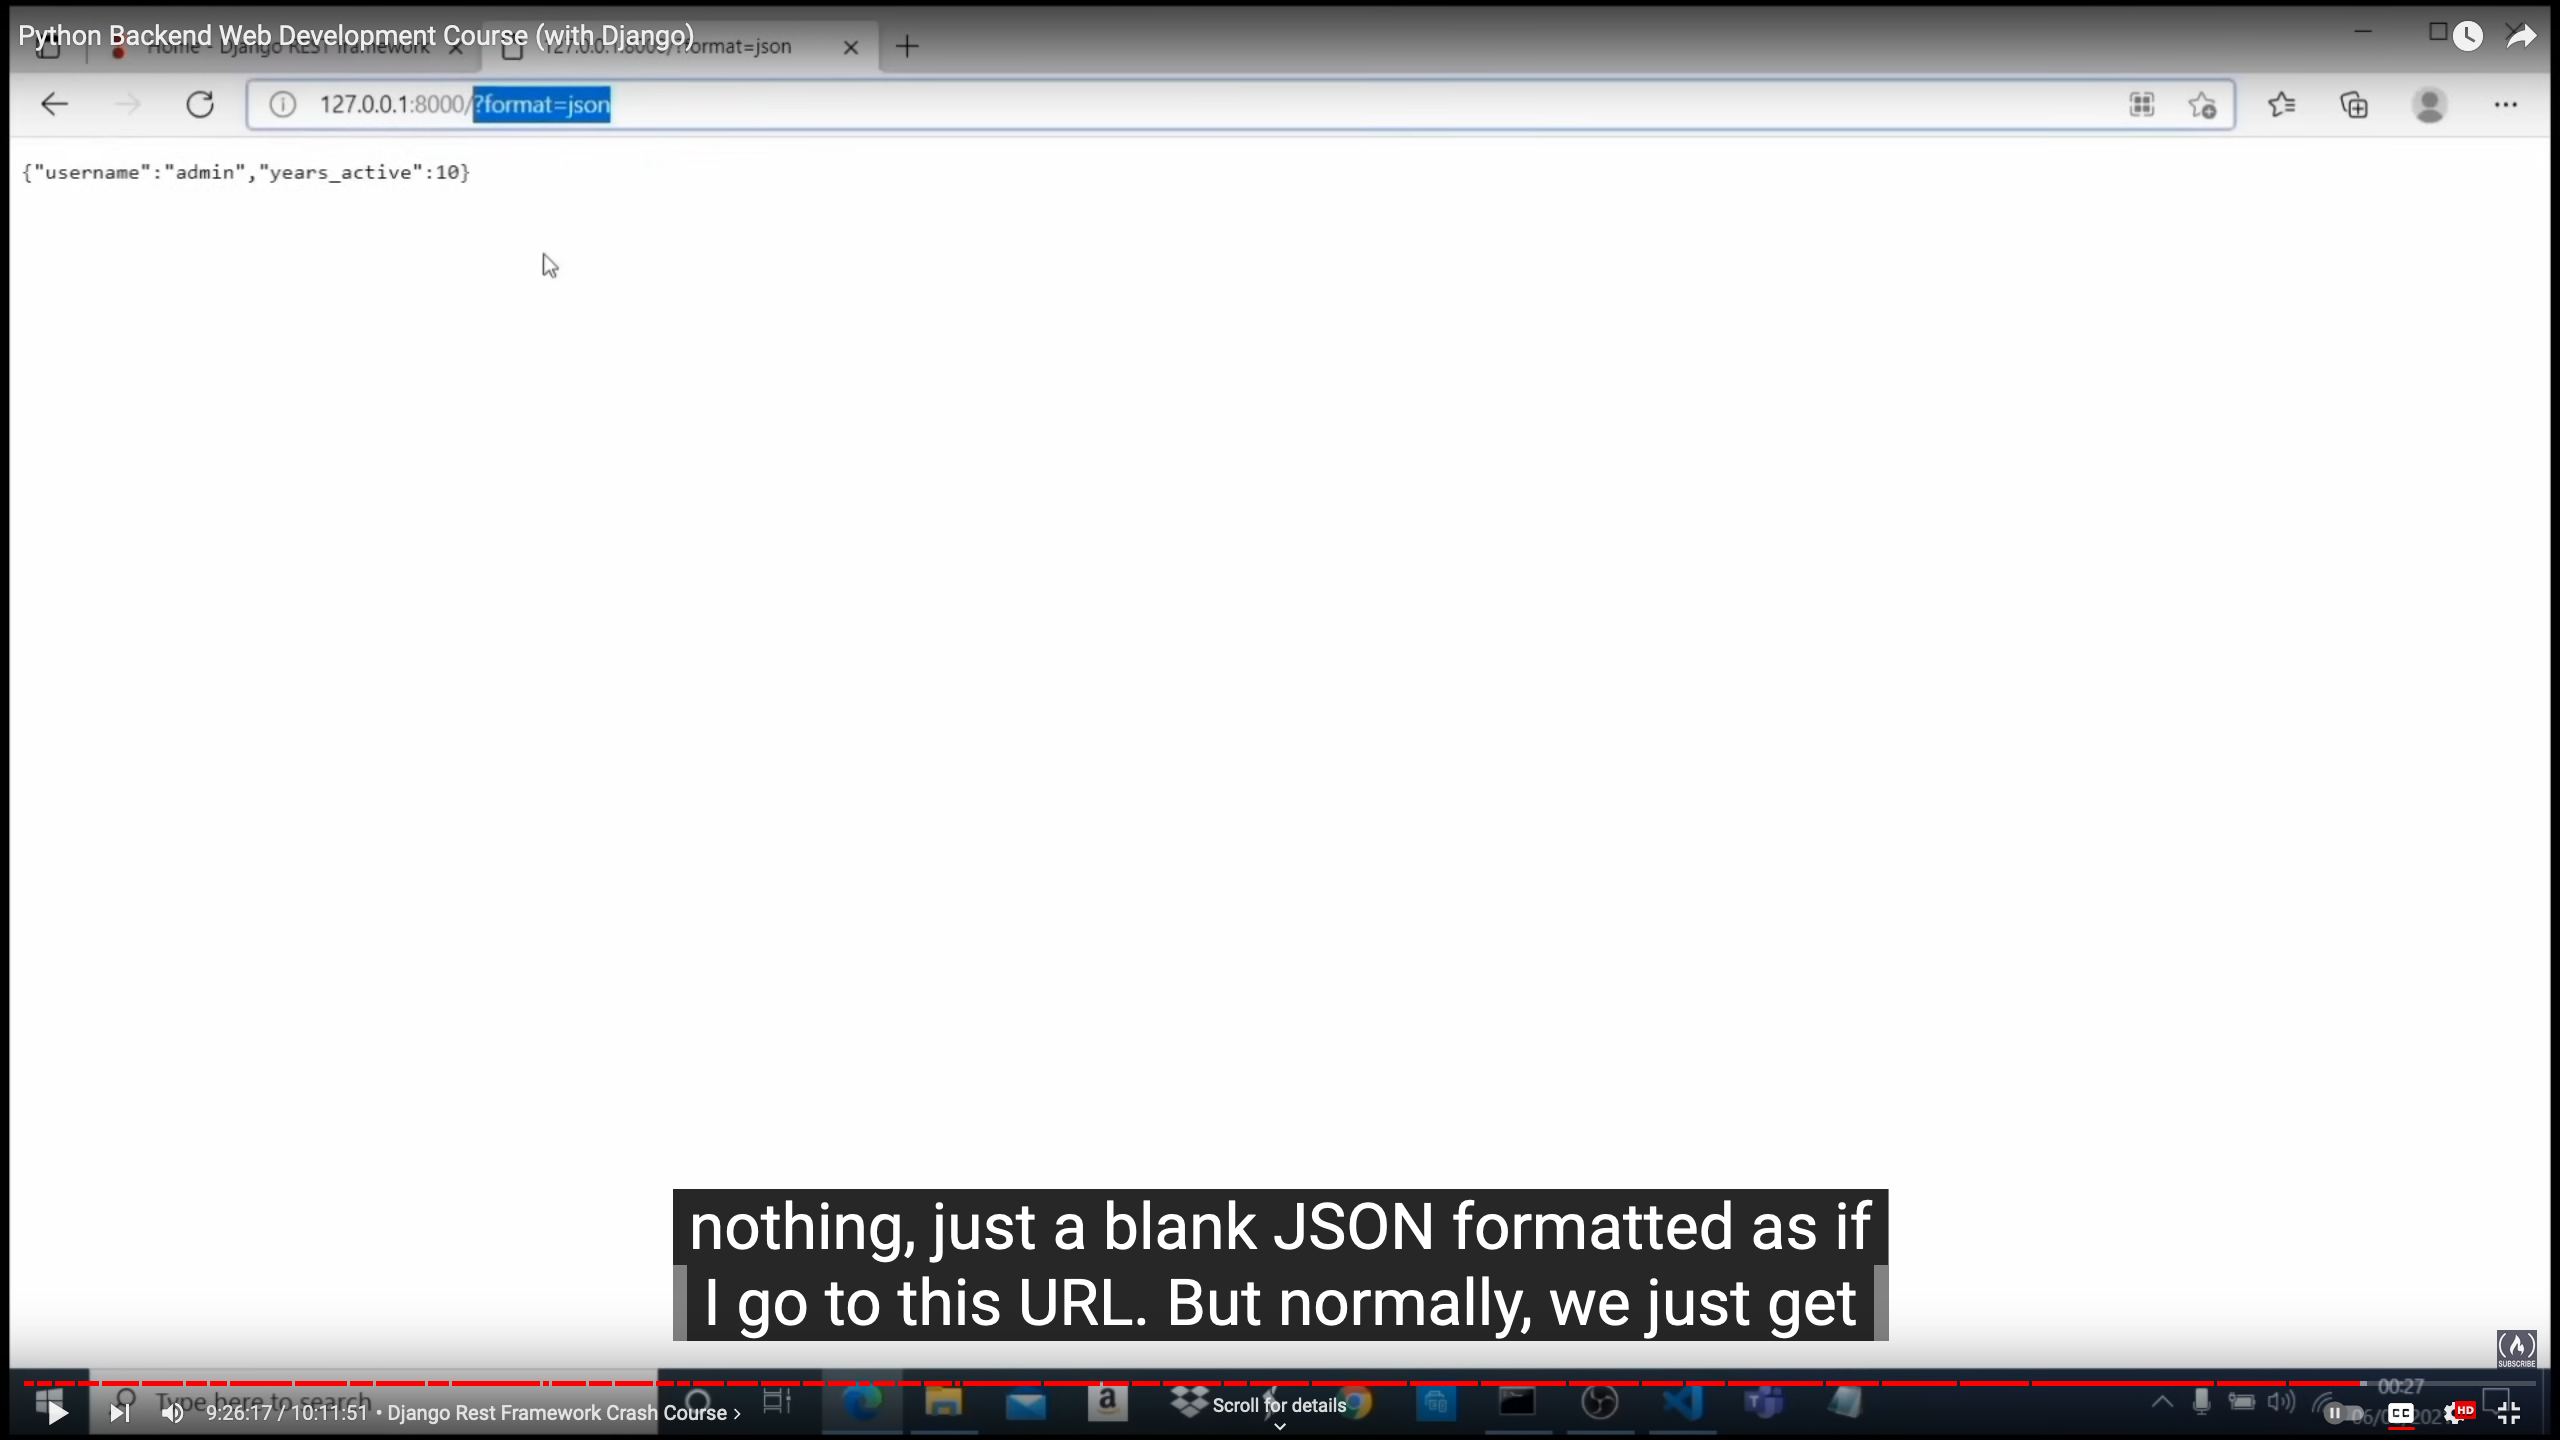 Python Backend Web Development Course (with Django)
Home - Django REST framework
127.0.0.1:8000/?format=json
127.0.0.1:8000/?format=json
{"username":"admin","years_active":10}
nothing, just a blank JSON formatted as if
I go to this URL. But normally, we just get
SUBSCRIBE
Type here to search
a
00:27
9:26:17 / 10:11:51 • Django Rest Framework Crash Course
Scroll for details
CC
HD